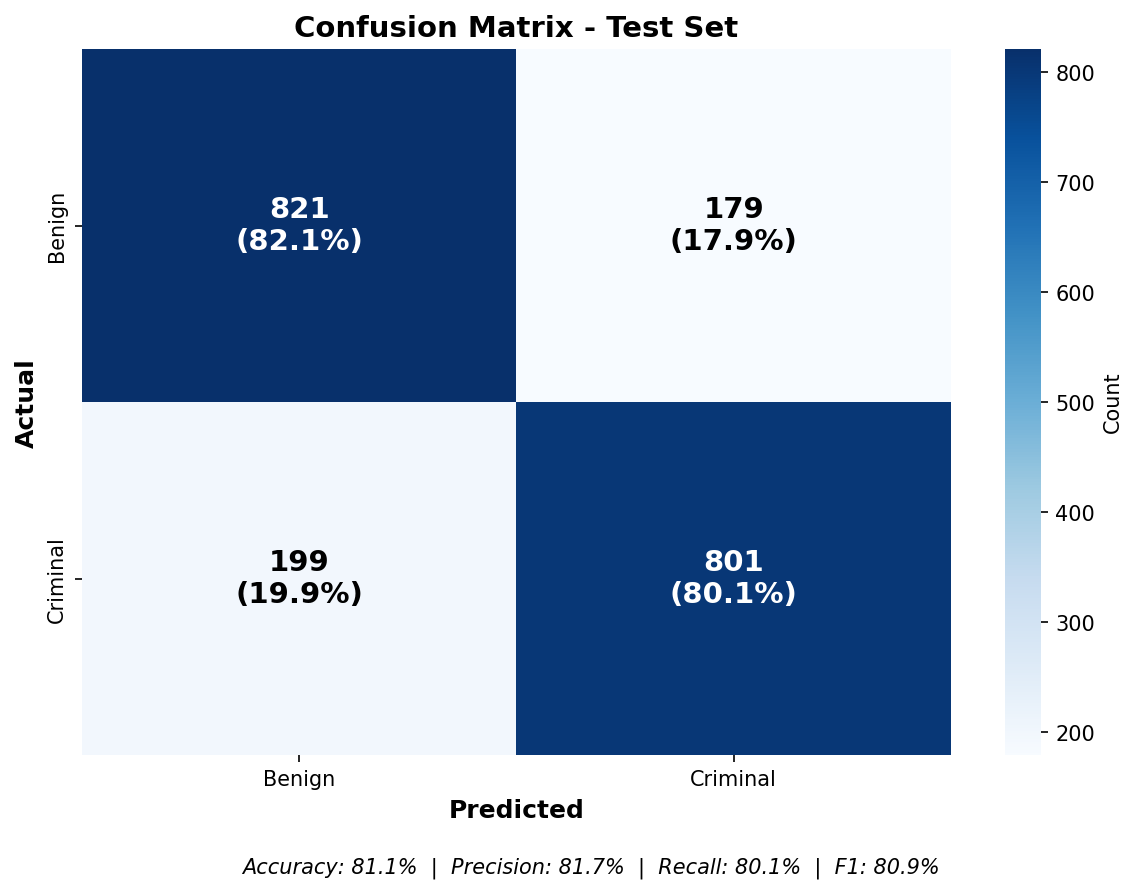 Confusion Matrix - Test Set
Benign
821
(82.1%)
179
(17.9%)
Actual
Criminal
199
(19.9%)
801
(80.1%)
Benign
Criminal
Predicted
800
700
600
500
400
300
200
Count
Accuracy: 81.1% | Precision: 81.7% | Recall: 80.1% | F1: 80.9%